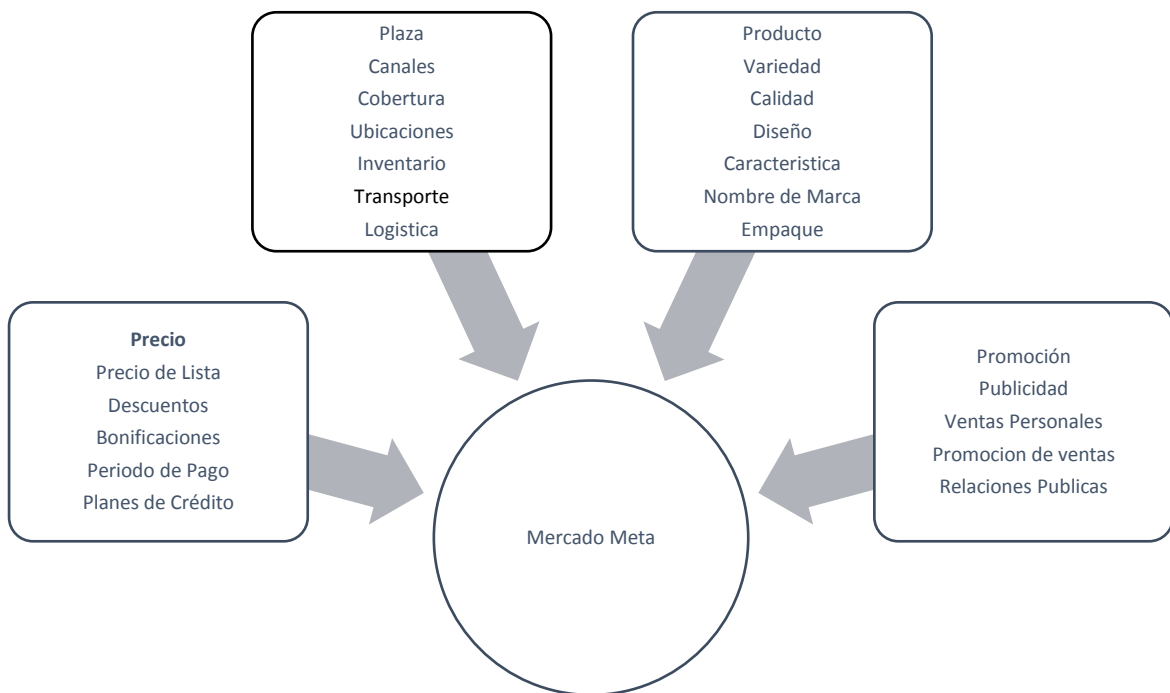 Plaza
Canales
Cobertura
Ubicaciones
Inventario
Transporte
Logistica
Producto
Variedad
Calidad
Diseño
Caracteristica
Nombre de Marca
Empaque
Precio
Precio de Lista
Descuentos
Bonificaciones
Periodo de Pago
Planes de Crédito
Promoción
Publicidad
Ventas Personales
Promocion de ventas
Relaciones Publicas
Mercado Meta